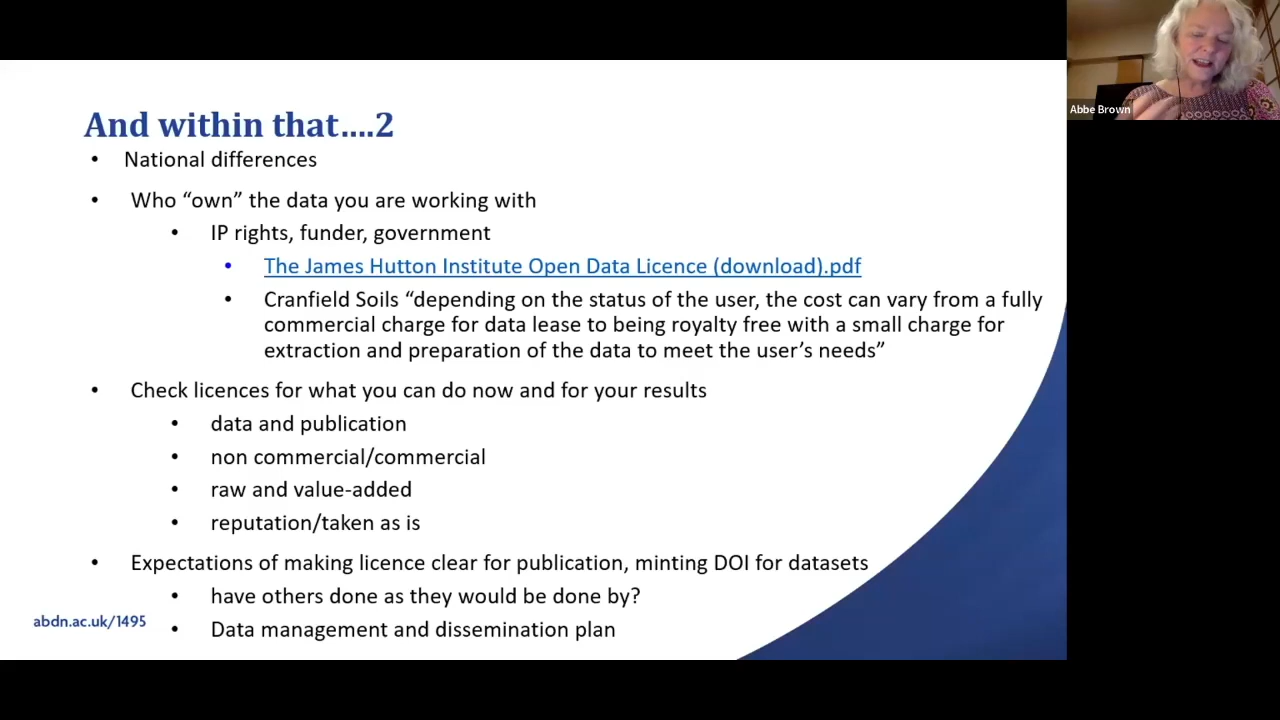 And within that….2
• National differences
• Who “own” the data you are working with
• IP rights, funder, government
• The James Hutton Institute Open Data Licence (download).pdf
• Cranfield Soils “depending on the status of the user, the cost can vary from a fully
commercial charge for data lease to being royalty free with a small charge for
extraction and preparation of the data to meet the user’s needs”
• Check licences for what you can do now and for your results
• data and publication
• non commercial/commercial
• raw and value-added
• reputation/taken as is
• Expectations of making licence clear for publication, minting DOI for datasets
• have others done as they would be done by?
• Data management and dissemination plan
abdn.ac.uk/1495
Abbe Brown